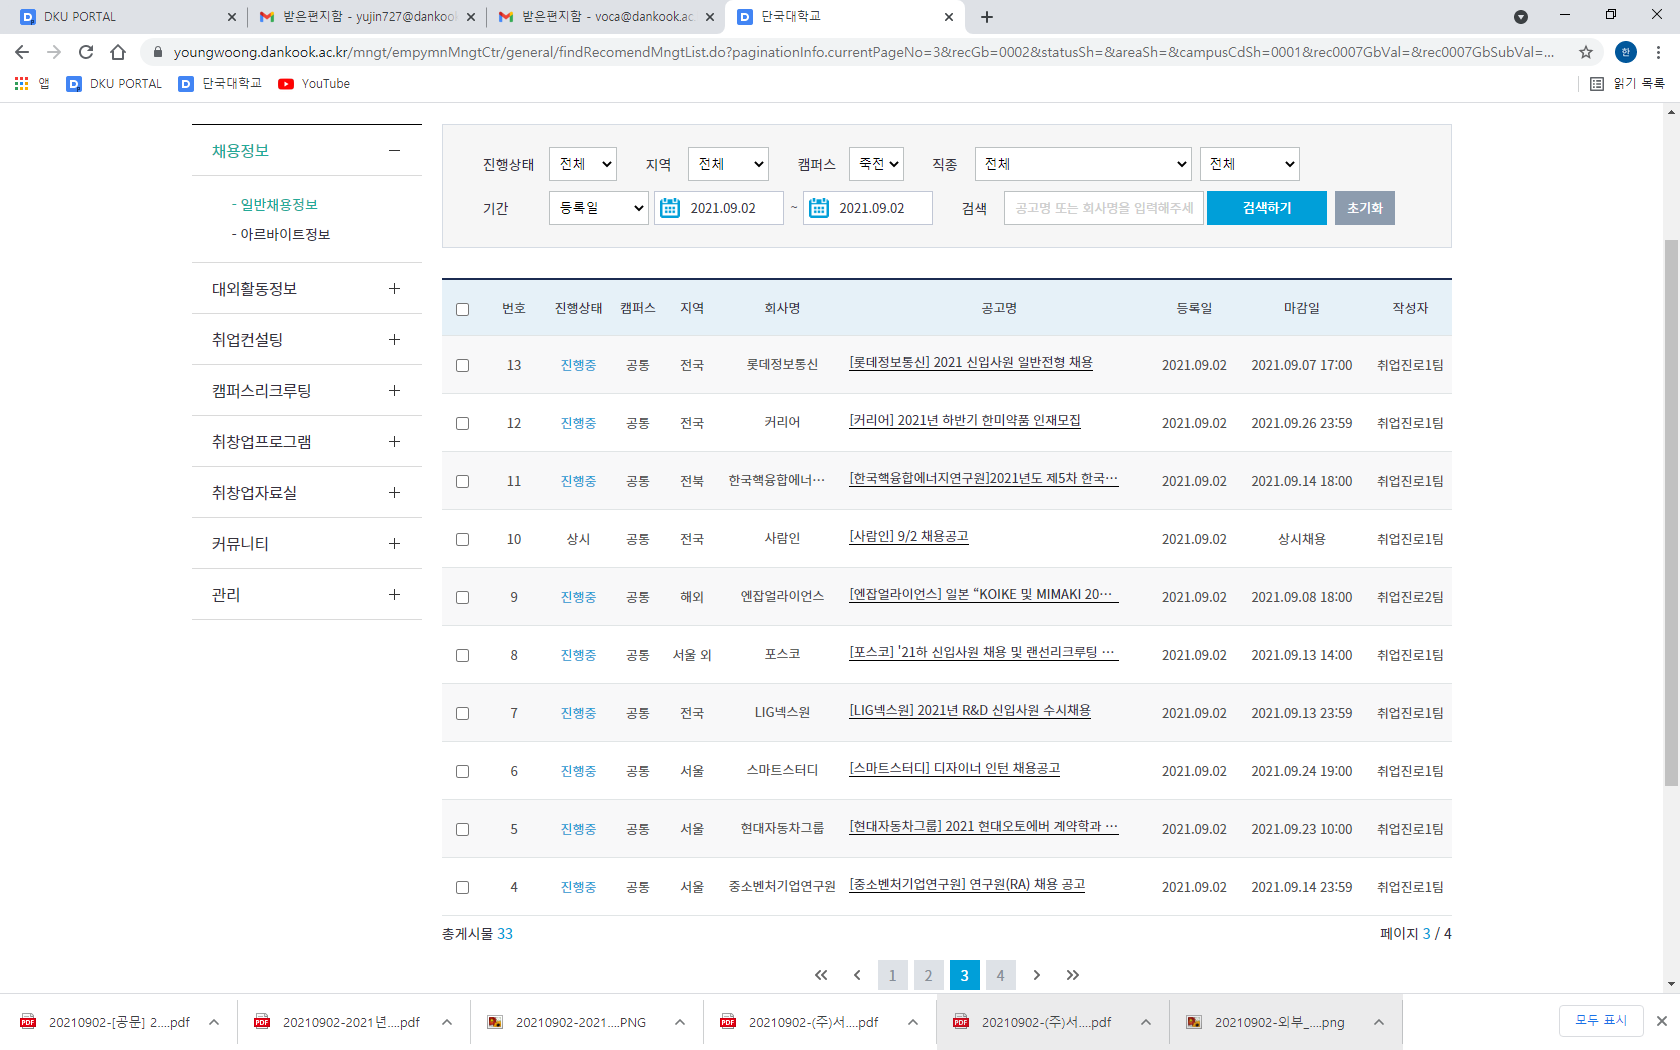 DKU PORTAL
받은편지함 - yujin727@dankoo
받은편지함 - voca@dankook.ac.
단국대학교
youngwoong.dankook.ac.kr/mngt/empymnMngtCtr/general/findRecomendMngtList.do?paginationInfo.currentPageNo=3&recGb=0002&statusSh=&areaSh=&campusCdSh=0001&rec0007GbVal=&rec0007GbSubVal=...
한
앱
DKU PORTAL
단국대학교
YouTube
읽기 목록
채용정보
- 일반채용정보
- 아르바이트정보
대외활동정보
취업컨설팅
캠퍼스리크루팅
취창업프로그램
취창업자료실
커뮤니티
관리
진행상태 전체 지역 전체 캠퍼스 죽전 직종 전체 전체
기간 등록일 2021.09.02 ~ 2021.09.02 검색 공고명 또는 회사명을 입력해주세 검색하기 초기화
번호 진행상태 캠퍼스 지역 회사명 공고명 등록일 마감일 작성자
13 진행중 공통 전국 롯데정보통신 [롯데정보통신] 2021 신입사원 일반전형 채용 2021.09.02 2021.09.07 17:00 취업진로1팀
12 진행중 공통 전국 커리어 [커리어] 2021년 하반기 한미약품 인재모집 2021.09.02 2021.09.26 23:59 취업진로1팀
11 진행중 공통 전북 한국핵융합에너··· [한국핵융합에너지연구원]2021년도 제5차 한국··· 2021.09.02 2021.09.14 18:00 취업진로1팀
10 상시 공통 전국 사람인 [사람인] 9/2 채용공고 2021.09.02 상시채용 취업진로1팀
9 진행중 공통 해외 엔잡얼라이언스 [엔잡얼라이언스] 일본 “KOIKE 및 MIMAKI 20··· 2021.09.02 2021.09.08 18:00 취업진로2팀
8 진행중 공통 서울 외 포스코 [포스코] '21하 신입사원 채용 및 랜선리크루팅 ··· 2021.09.02 2021.09.13 14:00 취업진로1팀
7 진행중 공통 전국 LIG넥스원 [LIG넥스원] 2021년 R&D 신입사원 수시채용 2021.09.02 2021.09.13 23:59 취업진로1팀
6 진행중 공통 서울 스마트스터디 [스마트스터디] 디자이너 인턴 채용공고 2021.09.02 2021.09.24 19:00 취업진로1팀
5 진행중 공통 서울 현대자동차그룹 [현대자동차그룹] 2021 현대오토에버 계약학과 ··· 2021.09.02 2021.09.23 10:00 취업진로1팀
4 진행중 공통 서울 중소벤처기업연구원 [중소벤처기업연구원] 연구원(RA) 채용 공고 2021.09.02 2021.09.14 23:59 취업진로1팀
총게시물 33
페이지 3 / 4
1 2 3 4
20210902-[공문] 2....pdf
20210902-2021년....pdf
20210902-2021....PNG
20210902-(주)서....pdf
20210902-(주)서....pdf
20210902-외부_....png
모두 표시